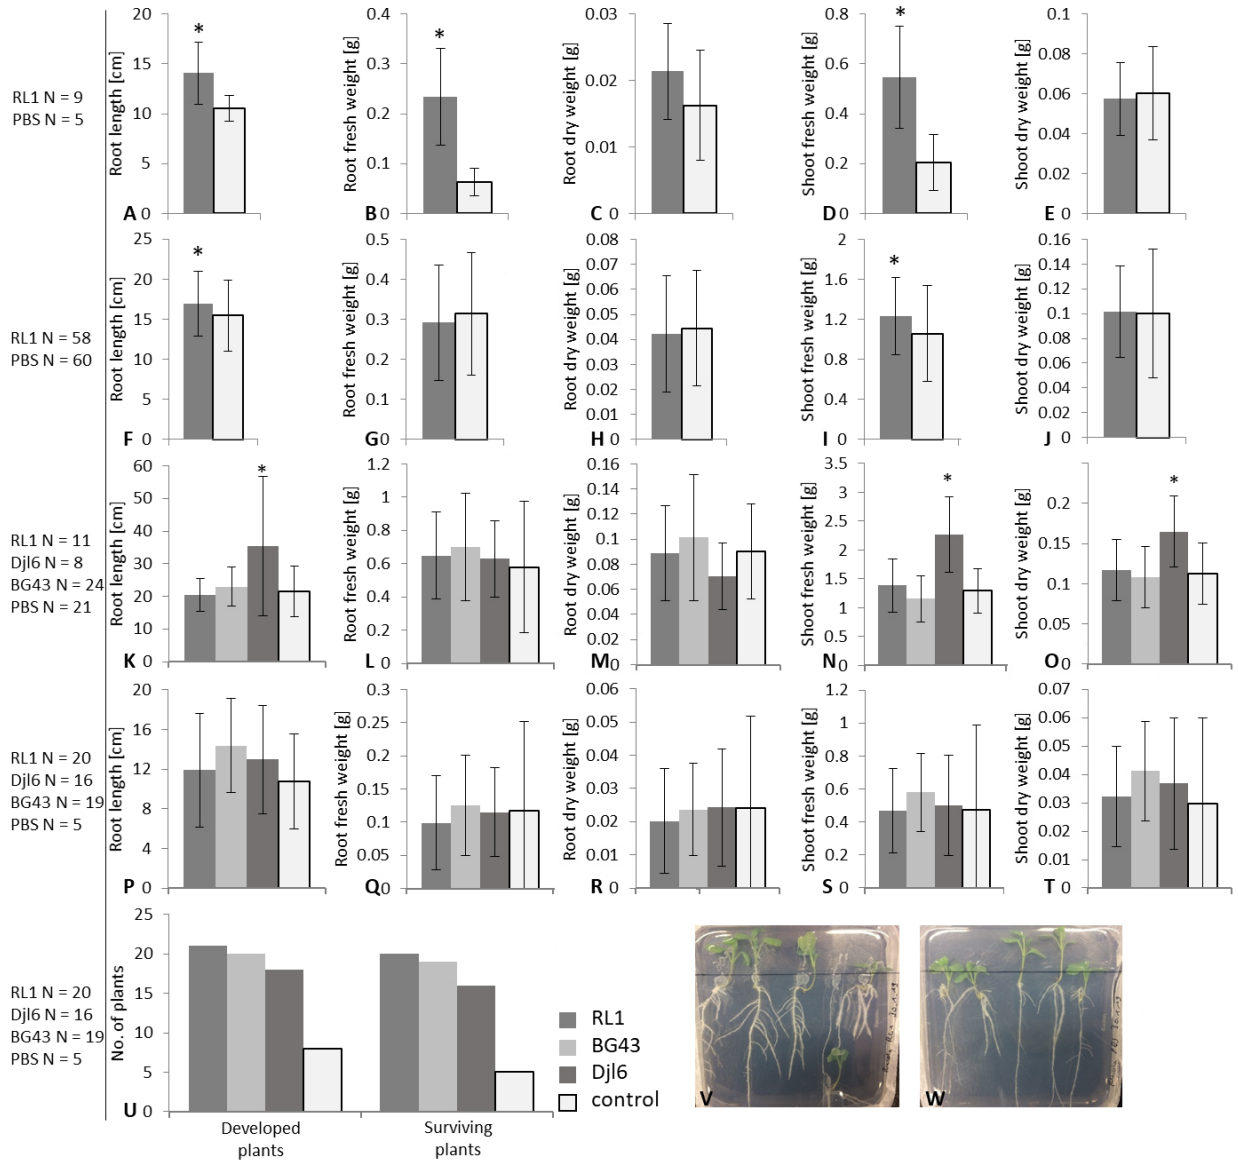 RL1 N = 9
PBS N = 5
Root length [cm]
20
15
10
5
0
*
A
Root fresh weight [g]
0.4
0.3
0.2
0.1
0
*
B
Root dry weight [g]
0.03
0.02
0.01
0
C
Shoot fresh weight [g]
0.8
0.6
0.4
0.2
0
*
D
Shoot dry weight [g]
0.1
0.08
0.06
0.04
0.02
0
E
RL1 N = 58
PBS N = 60
Root length [cm]
25
20
15
10
5
0
*
F
Root fresh weight [g]
0.5
0.4
0.3
0.2
0.1
0
G
Root dry weight [g]
0.08
0.07
0.06
0.05
0.04
0.03
0.02
0.01
0
H
Shoot fresh weight [g]
2
1.6
1.2
0.8
0.4
0
*
I
Shoot dry weight [g]
0.16
0.14
0.12
0.1
0.08
0.06
0.04
0.02
0
J
RL1 N = 11
Djl6 N = 8
BG43 N = 24
PBS N = 21
Root length [cm]
60
50
40
30
20
10
0
*
K
Root fresh weight [g]
1.2
1
0.8
0.6
0.4
0.2
0
L
Root dry weight [g]
0.16
0.14
0.12
0.10
0.08
0.06
0.04
0.02
0
M
Shoot fresh weight [g]
3.5
3
2.5
2
1.5
1
0.5
0
*
N
Shoot dry weight [g]
0.2
0.15
0.1
0.05
0
*
O
RL1 N = 20
Djl6 N = 16
BG43 N = 19
PBS N = 5
Root length [cm]
20
16
12
8
4
0
P
Root fresh weight [g]
0.3
0.25
0.2
0.15
0.1
0.05
0
Q
Root dry weight [g]
0.06
0.05
0.04
0.03
0.02
0.01
0
R
Shoot fresh weight [g]
1.2
1
0.8
0.6
0.4
0.2
0
S
Shoot dry weight [g]
0.07
0.06
0.05
0.04
0.03
0.02
0.01
0
T
RL1 N = 20
Djl6 N = 16
BG43 N = 19
PBS N = 5
No. of plants
25
20
15
10
5
0
U
Developed
plants
Surviving
plants
RL1
BG43
Djl6
control
V
W